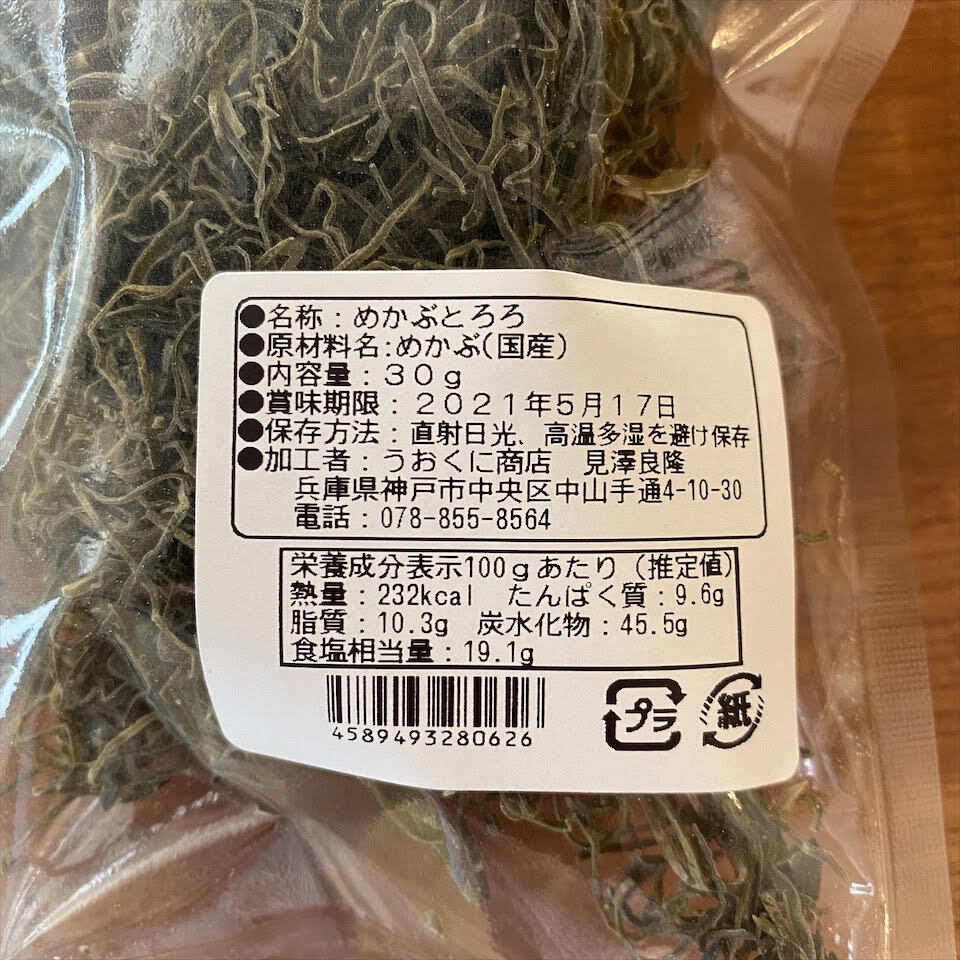 ●名称：めかぶとろろ
●原材料名:めかぶ(国産)
●内容量：３０ｇ
●賞味期限：２０２１年５月１７日
●保存方法：直射日光、高温多湿を避け保存
●加工者：うおくに商店　見澤良隆
兵庫県神戸市中央区中山手通4-10-30
電話：078-855-8564
栄養成分表示100ｇあたり（推定値）
熱量：232kcal　たんぱく質：9.6g
脂質：10.3g　炭水化物：45.5g
食塩相当量：19.1g
4589493280626
プラ
紙